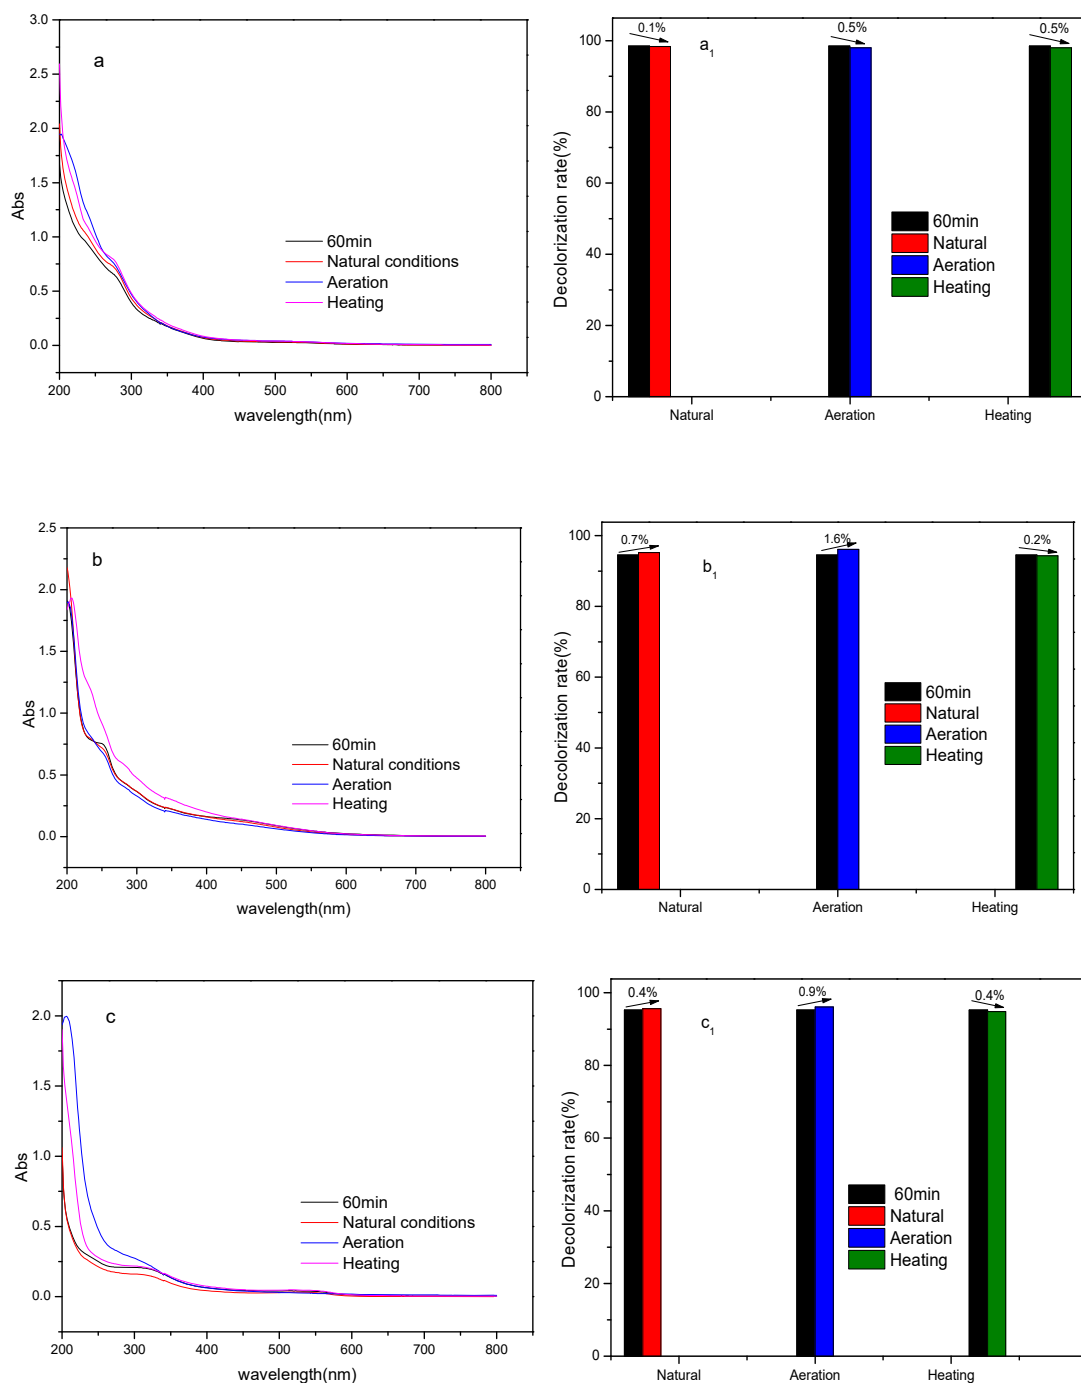 a
3.0
2.5
2.0
1.5
1.0
0.5
0.0
Abs
60min
Natural conditions
Aeration
Heating
200 300 400 500 600 700 800
wavelength(nm)
a1
0.1% 0.5% 0.5%
100
80
60
40
20
0
Decolorization rate(%)
60min
Natural
Aeration
Heating
Natural Aeration Heating
b
2.5
2.0
1.5
1.0
0.5
0.0
Abs
60min
Natural conditions
Aeration
Heating
200 300 400 500 600 700 800
wavelength(nm)
b1
0.7% 1.6% 0.2%
100
80
60
40
20
0
Decolorization rate(%)
60min
Natural
Aeration
Heating
Natural Aeration Heating
c
2.0
1.5
1.0
0.5
0.0
Abs
60min
Natural conditions
Aeration
Heating
200 300 400 500 600 700 800
wavelength(nm)
c1
0.4% 0.9% 0.4%
100
80
60
40
20
0
Decolorization rate(%)
60min
Natural
Aeration
Heating
Natural Aeration Heating